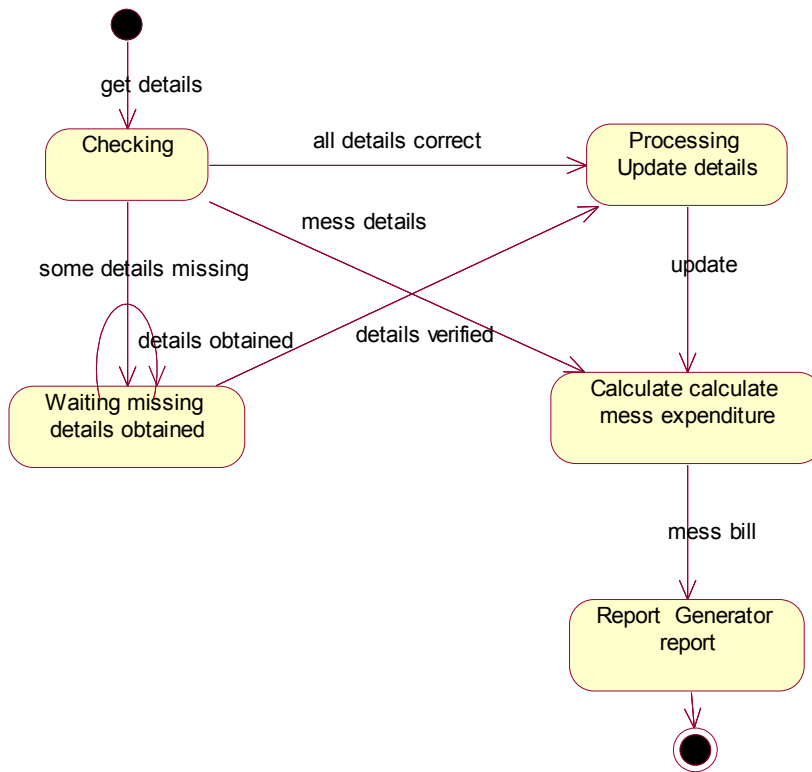 get details
Checking
all details correct
Processing
Update details
mess details
some details missing
update
details obtained
details verified
Waiting missing
details obtained
Calculate calculate
mess expenditure
mess bill
Report  Generator
report